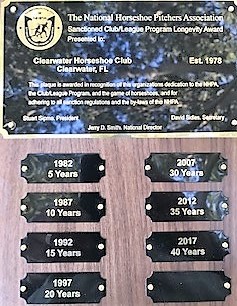 The National Horseshoe Pitchers Association
Sanctioned Club/League Program Longevity Award
Presented to:
Clearwater Horseshoe Club Est. 1978
Clearwater, FL
This plaque is awarded in recognition of this organizations dedication to the NHPA,
the Club/League Program, and the game of horseshoes, and for
adhering to all sanction regulations and the by-laws of the NHPA.
Stuart Sipma, President David Sidles, Secretary
Jerry D. Smith, National Director
1982
5 Years
2007
30 Years
1987
10 Years
2012
35 Years
1992
15 Years
2017
40 Years
1997
20 Years